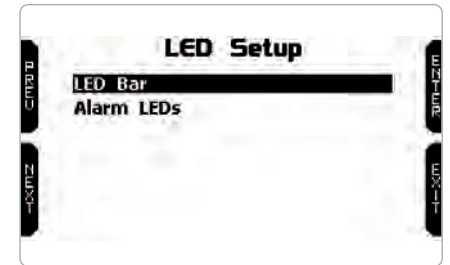 LED Setup
PREV
ENTER
LED Bar
Alarm LEDs
NEXT
EXIT